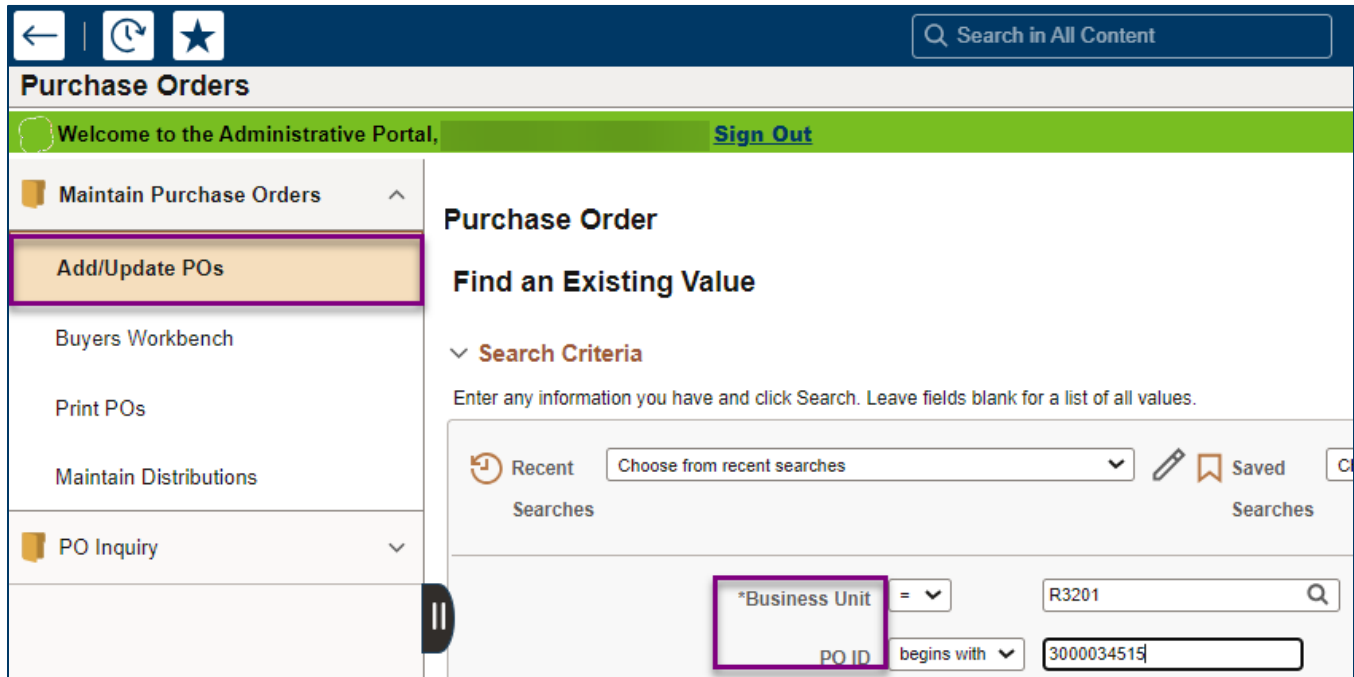 Search in All Content
Purchase Orders
Welcome to the Administrative Portal, Sign Out
Maintain Purchase Orders
Add/Update POs
Buyers Workbench
Print POs
Maintain Distributions
PO Inquiry
Purchase Order
Find an Existing Value
Search Criteria
Enter any information you have and click Search. Leave fields blank for a list of all values.
Recent Searches
Choose from recent searches
Saved Searches
*Business Unit = R3201
PO ID begins with 3000034515